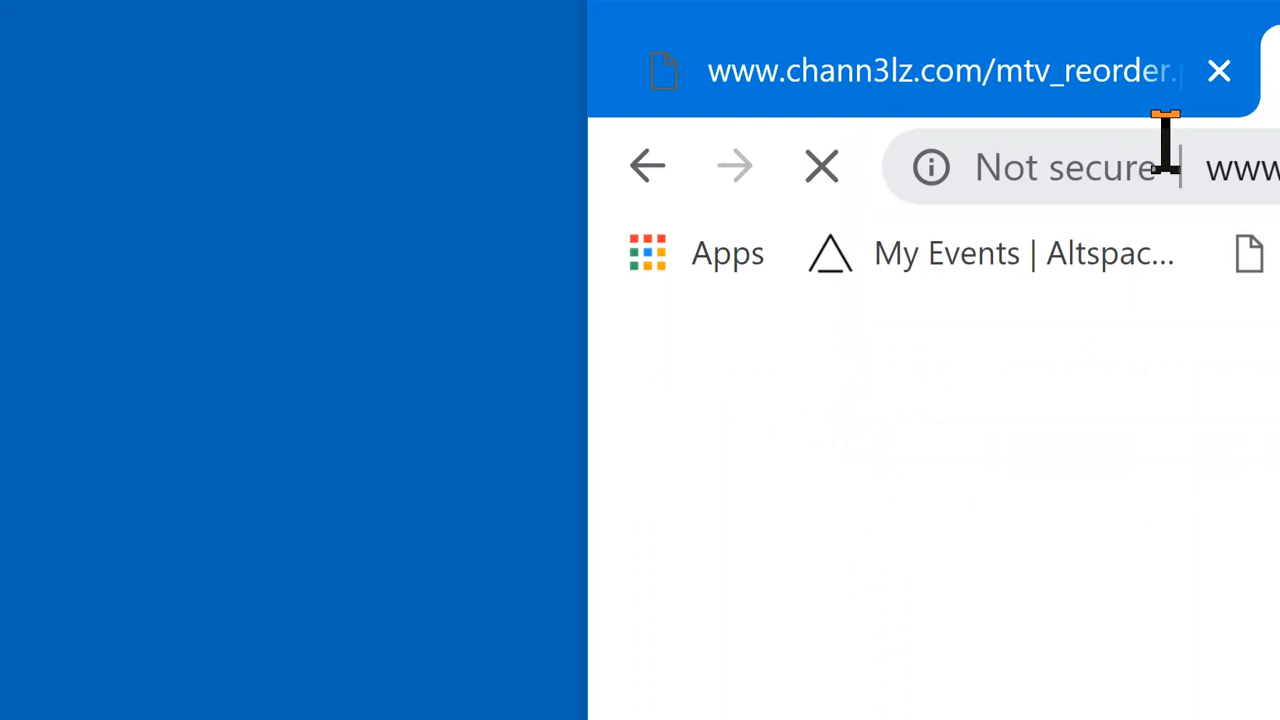 www.chann3lz.com/mtv_reorder.
Not secure | www
Apps My Events | Altspac...